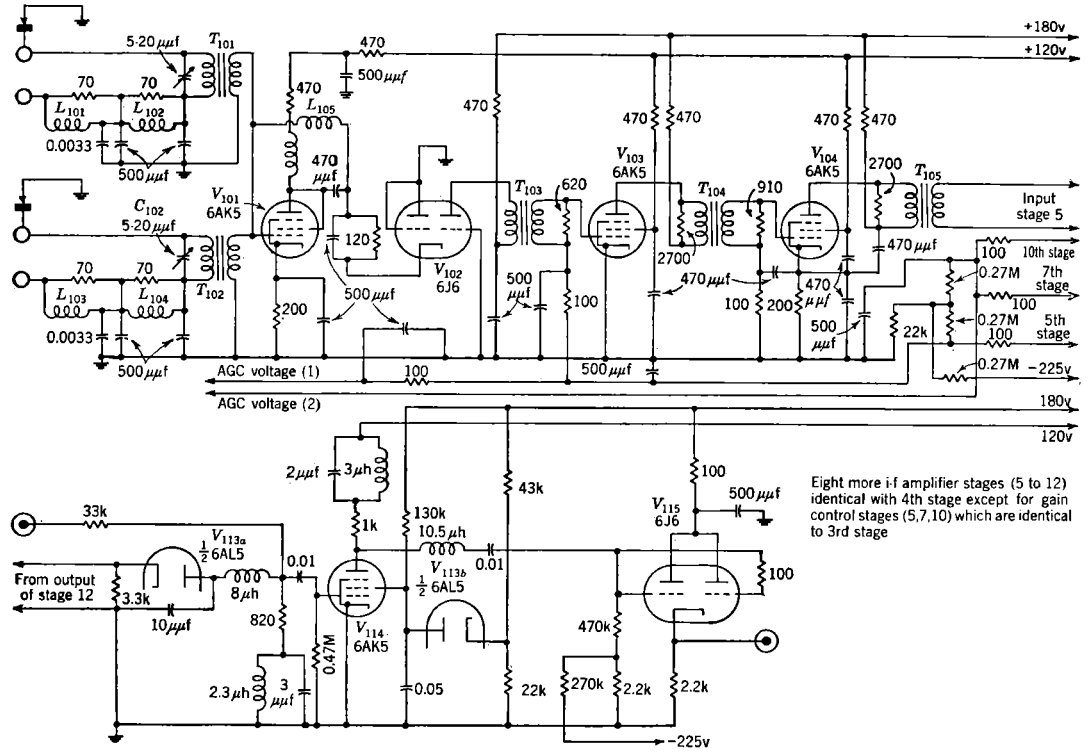 +180v
+120v
5-20 μμf
T101
70
70
L101
L102
0.0033
500 μμf
470
500 μμf
470
L105
470
μμf
V101
6AK5
120
200
500 μμf
V102
6J6
C102
5-20 μμf
T102
70
70
L103
L104
0.0033
500 μμf
470
T103
620
500
μμf
100
V103
6AK5
470
470
2700
T104
910
470 μμf
100
200
V104
6AK5
470
470
2700
T105
470 μμf
470
μμf
500
μμf
500 μμf
22k
Input
stage 5
100
10th stage
0.27M
7th
stage
100
0.27M
5th
stage
100
0.27M
-225v
AGC voltage (1)
100
AGC voltage (2)
180v
120v
2 μμf
3 μh
1k
130k
43k
10.5 μh
0.01
100
V115
6J6
500 μμf
100
Eight more i-f amplifier stages (5 to 12)
identical with 4th stage except for gain
control stages (5,7,10) which are identical
to 3rd stage
33k
V113a
½ 6AL5
From output
of stage 12
3.3k
10 μμf
8 μh
0.01
820
2.3 μh
3
μμf
0.47M
V114
6AK5
V113b
½ 6AL5
0.05
22k
470k
270k
2.2k
2.2k
-225v